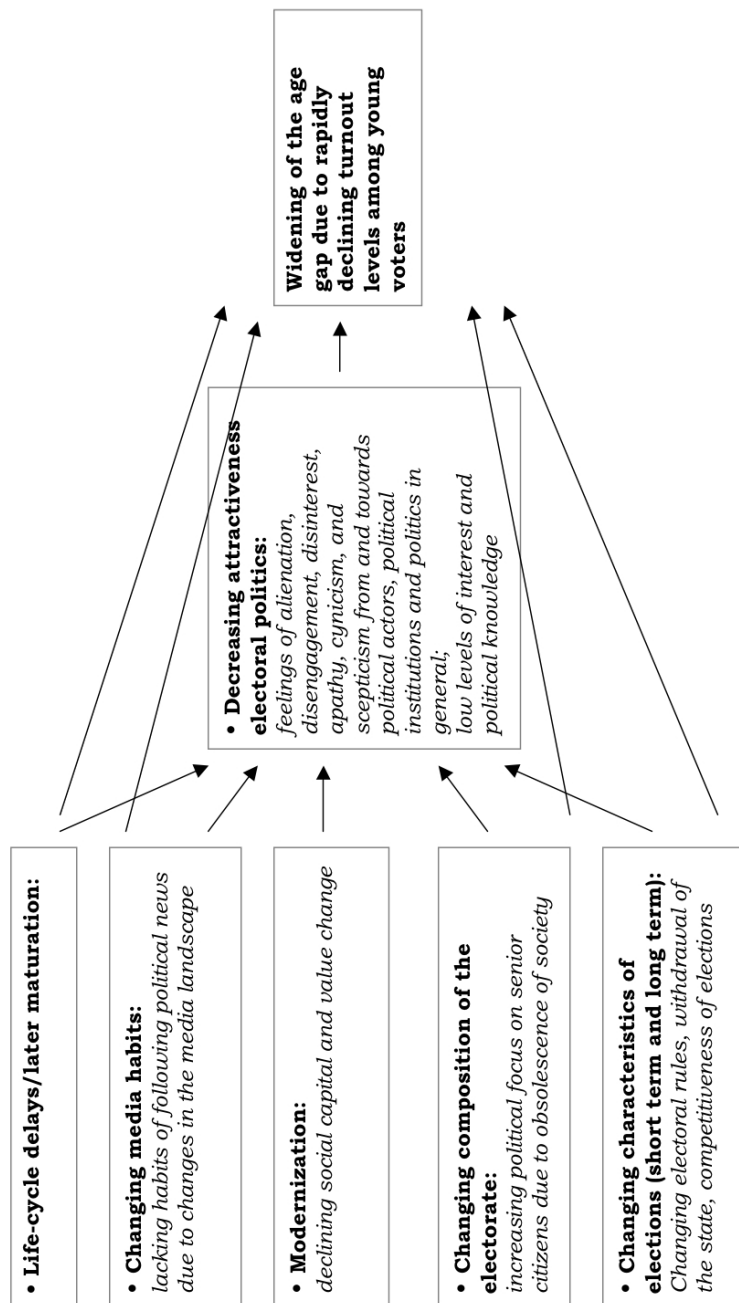 • Life-cycle delays/later maturation:
• Changing media habits:
lacking habits of following political news
due to changes in the media landscape
• Modernization:
declining social capital and value change
• Changing composition of the
electorate:
increasing political focus on senior
citizens due to obsolescence of society
• Changing characteristics of
elections (short term and long term):
Changing electoral rules, withdrawal of
the state, competitiveness of elections
• Decreasing attractiveness
electoral politics:
feelings of alienation,
disengagement, disinterest,
apathy, cynicism, and
scepticism from and towards
political actors, political
institutions and politics in
general;
low levels of interest and
political knowledge
Widening of the age
gap due to rapidly
declining turnout
levels among young
voters